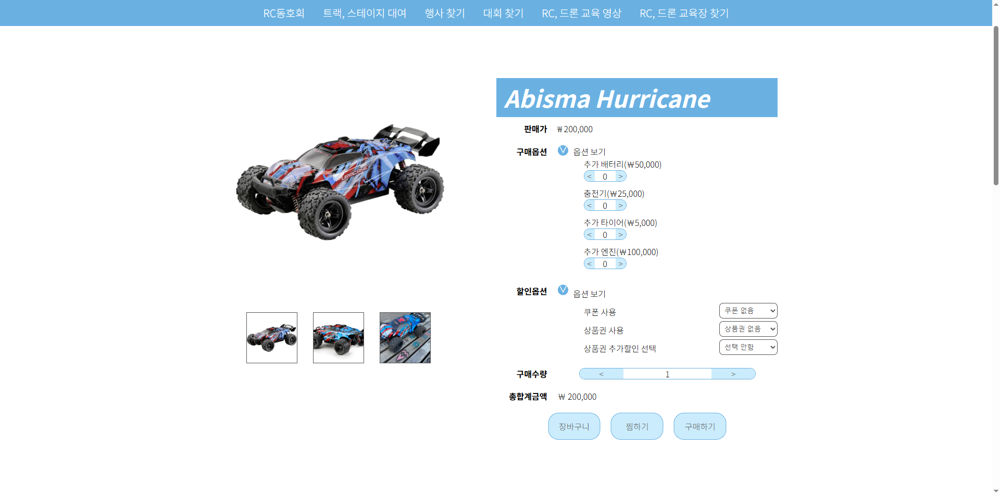 RC동호회 트랙, 스테이지 대여 행사 찾기 대회 찾기 RC, 드론 교육 영상 RC, 드론 교육장 찾기
Abisma Hurricane
판매가 ₩200,000
구매옵션 V 옵션 보기
추가 배터리(₩50,000)
< 0 >
충전기(₩25,000)
< 0 >
추가 타이어(₩5,000)
< 0 >
추가 엔진(₩100,000)
< 0 >
할인옵션 V 옵션 보기
쿠폰 사용 쿠폰 없음
상품권 사용 상품권 없음
상품권 추가할인 선택 선택 안함
구매수량 < 1 >
총합계금액 ₩ 200,000
장바구니 찜하기 구매하기
HURRICANE